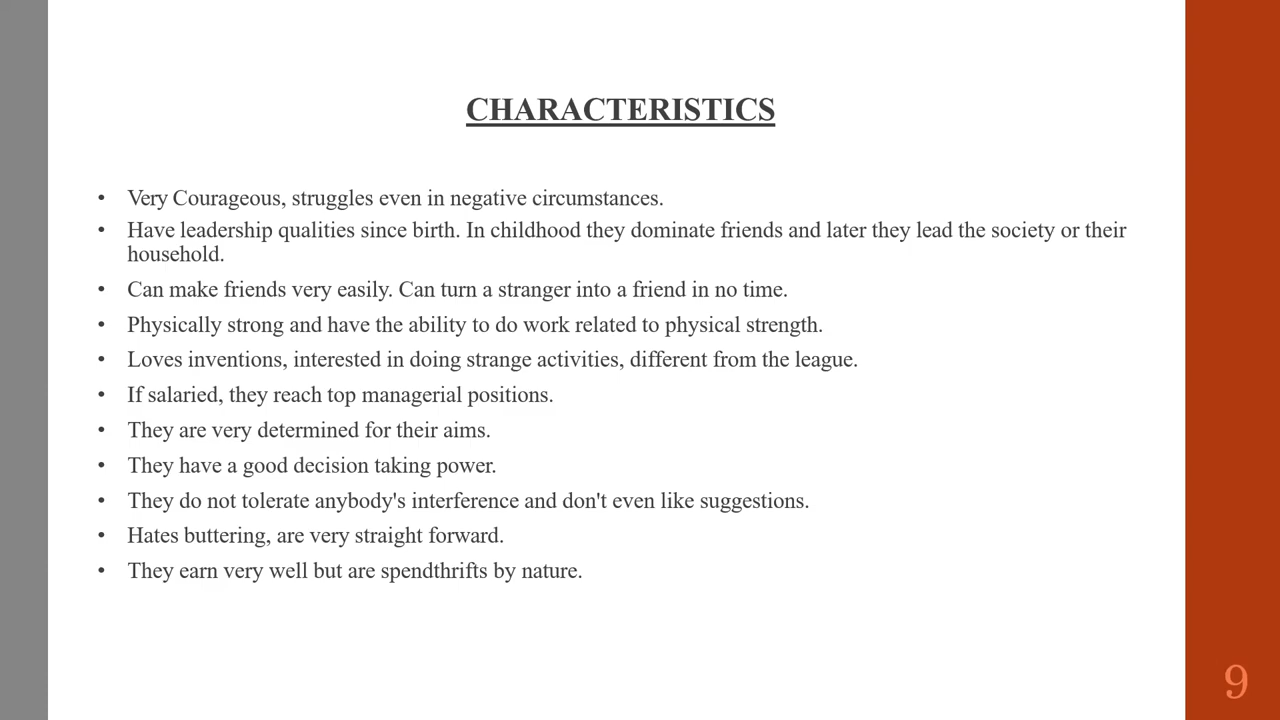 CHARACTERISTICS
• Very Courageous, struggles even in negative circumstances.
• Have leadership qualities since birth. In childhood they dominate friends and later they lead the society or their
household.
• Can make friends very easily. Can turn a stranger into a friend in no time.
• Physically strong and have the ability to do work related to physical strength.
• Loves inventions, interested in doing strange activities, different from the league.
• If salaried, they reach top managerial positions.
• They are very determined for their aims.
• They have a good decision taking power.
• They do not tolerate anybody's interference and don't even like suggestions.
• Hates buttering, are very straight forward.
• They earn very well but are spendthrifts by nature.
9